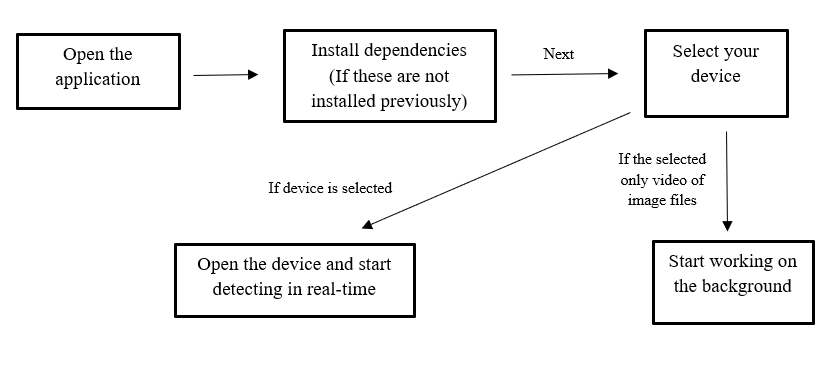 Open the
application
Install dependencies
(If these are not
installed previously)
Next
Select your
device
If device is selected
If the selected
only video of
image files
Open the device and start
detecting in real-time
Start working on
the background